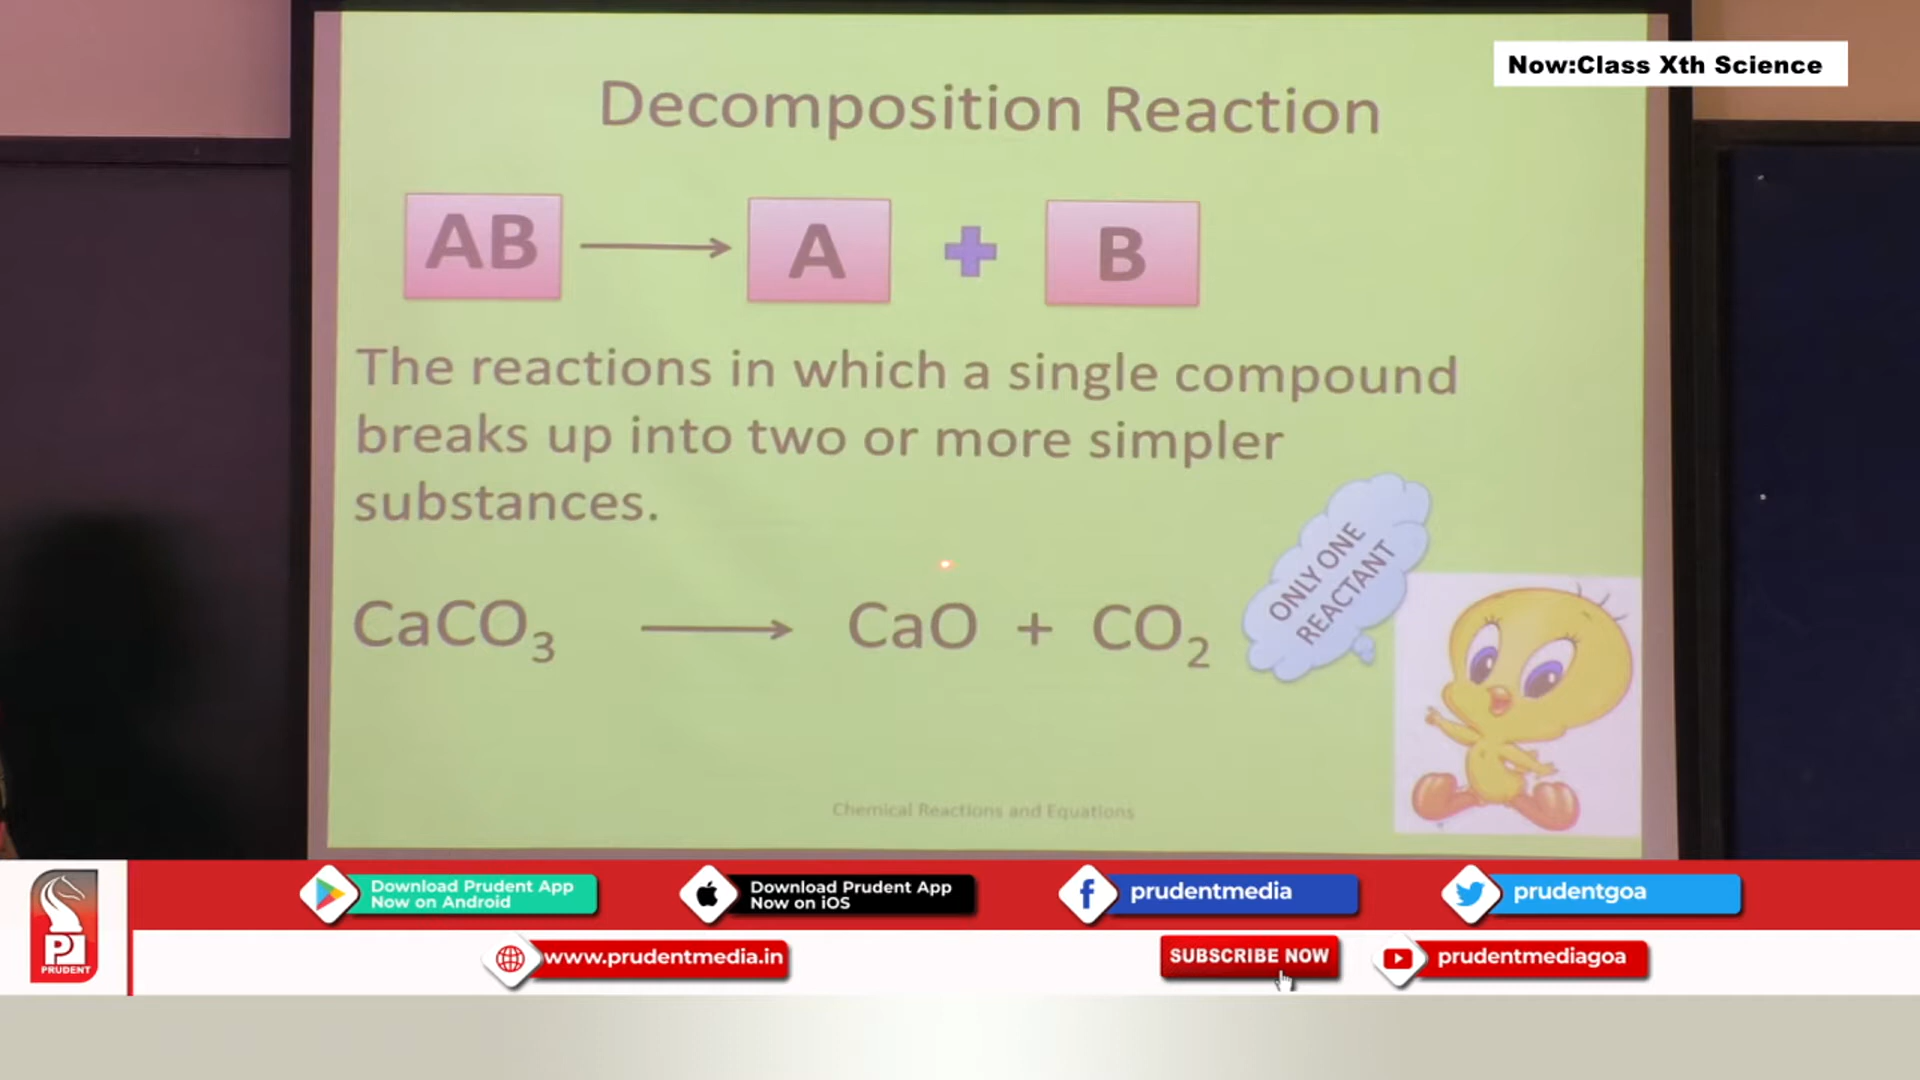 Now:Class Xth Science
Decomposition Reaction
AB → A + B
The reactions in which a single compound
breaks up into two or more simpler
substances.
ONLY ONE
REACTANT
CaCO₃ → CaO + CO₂
Chemical Reactions and Equations
Download Prudent App
Now on Android
Download Prudent App
Now on iOS
prudentmedia
prudentgoa
PRUDENT
www.prudentmedia.in
SUBSCRIBE NOW
prudentmediagoa